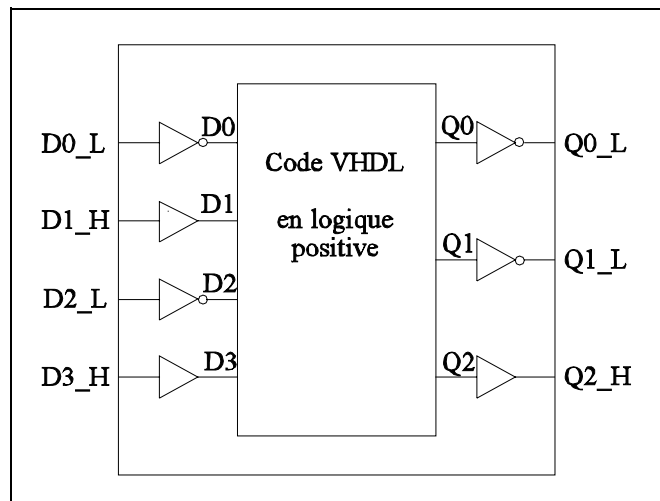 D0_L
D0
Q0
Q0_L
Code VHDL
D1_H
D1
en logique
positive
Q1
Q1_L
D2_L
D2
D3_H
D3
Q2
Q2_H